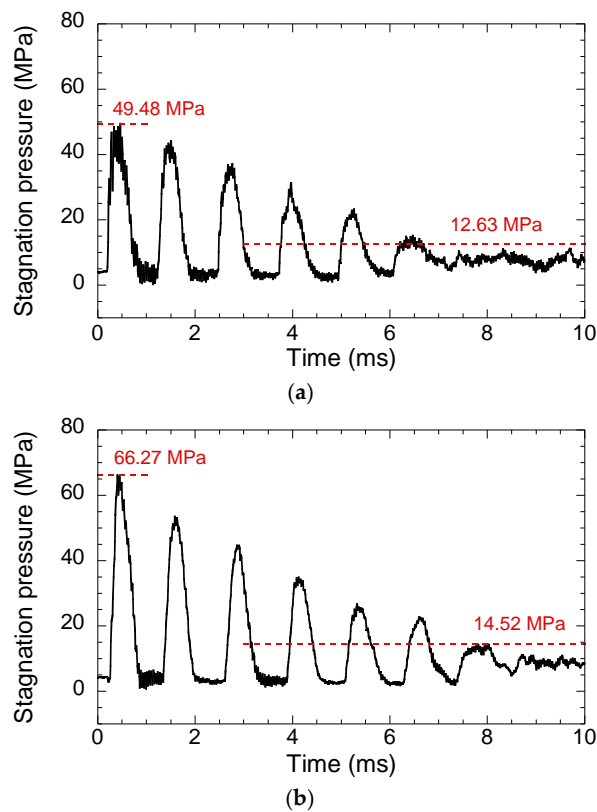 80
60
40
20
0
Stagnation pressure (MPa)
49.48 MPa
12.63 MPa
0 2 4 6 8 10
Time (ms)
(a)
80
60
40
20
0
Stagnation pressure (MPa)
66.27 MPa
14.52 MPa
0 2 4 6 8 10
Time (ms)
(b)